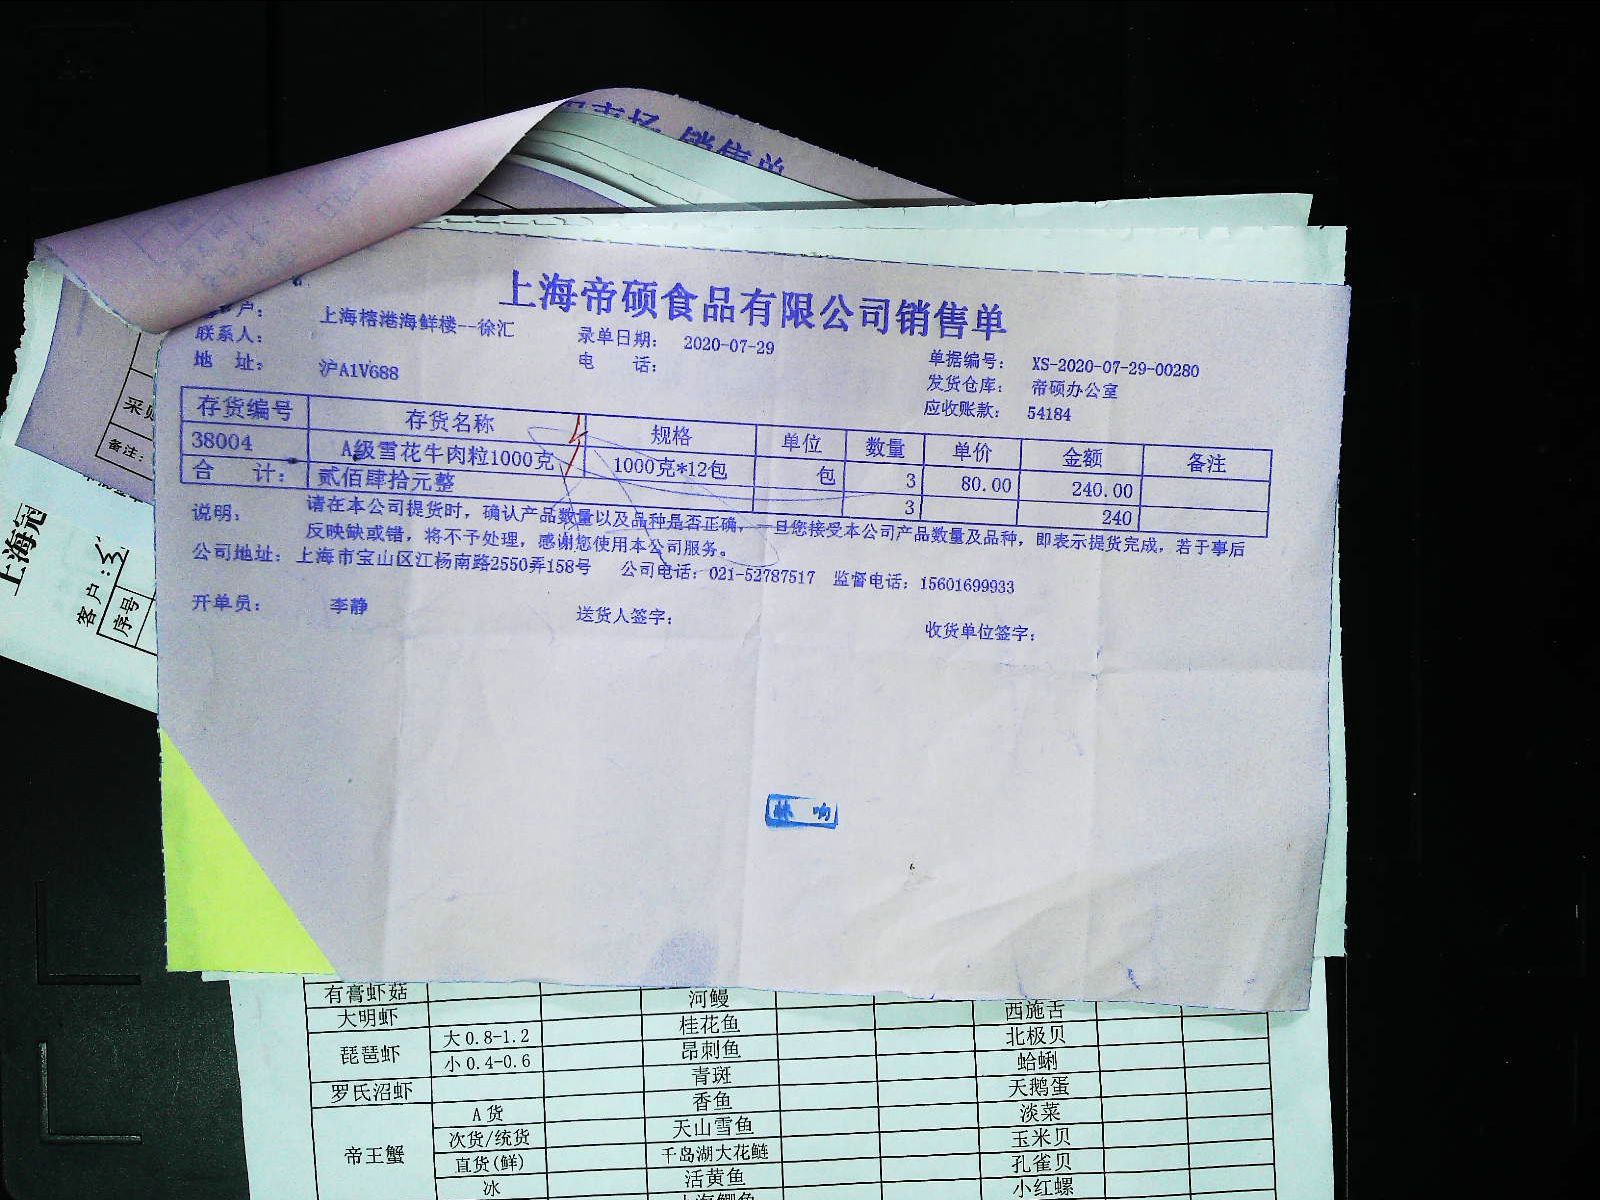 销售单
上海帝硕食品有限公司销售单
户：
上海榕港海鲜楼--徐汇
录单日期： 2020-07-29
单据编号： XS-2020-07-29-00280
联系人：
电 话：
发货仓库： 帝硕办公室
地 址： 沪A1V688
应收账款： 54184
存货编号 存货名称 规格 单位 数量 单价 金额 备注
38004 A级雪花牛肉粒1000克 1000克*12包 包 3 80.00 240.00
合 计： 贰佰肆拾元整 3 240
说明： 请在本公司提货时，确认产品数量以及品种是否正确，一旦您接受本公司产品数量及品种，即表示提货完成，若于事后
反映缺或错，将不予处理，感谢您使用本公司服务。
公司地址：上海市宝山区江杨南路2550弄158号 公司电话：021-52787517 监督电话：15601699933
开单员： 李静 送货人签字： 收货单位签字：
采购
备注：
上海
客户：
序号
有膏虾菇 河鳗 西施舌
大明虾 桂花鱼 北极贝
琵琶虾 大0.8-1.2 昂刺鱼 蛤蜊
小0.4-0.6 青斑 天鹅蛋
罗氏沼虾 香鱼 淡菜
帝王蟹 A货 天山雪鱼 玉米贝
次货/统货 千岛湖大花鲢 孔雀贝
直货(鲜) 活黄鱼 小红螺
冰